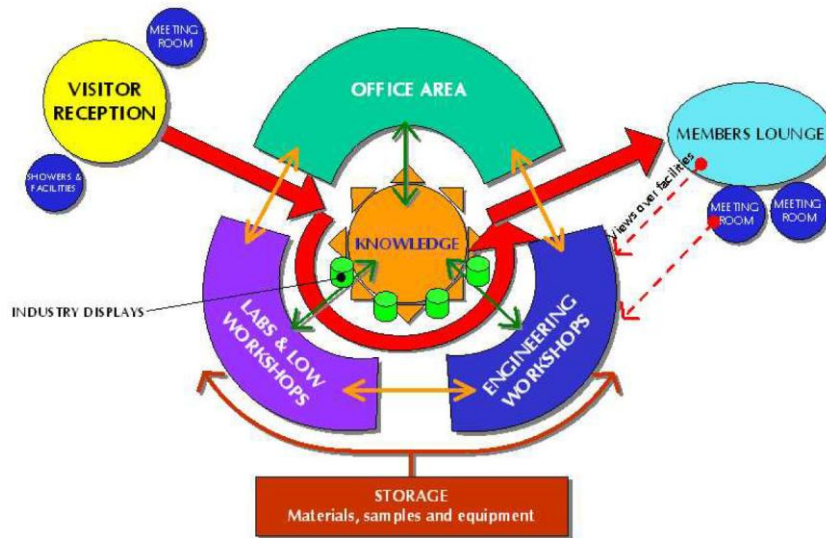 MEETING
ROOM
VISITOR
RECEPTION
SHOWERS &
FACILITIES
OFFICE AREA
MEMBERS LOUNGE
Views over facilities
MEETING
ROOM
MEETING
ROOM
KNOWLEDGE
INDUSTRY DISPLAYS
LABS & LOW
WORKSHOPS
ENGINEERING
WORKSHOPS
STORAGE
Materials, samples and equipment